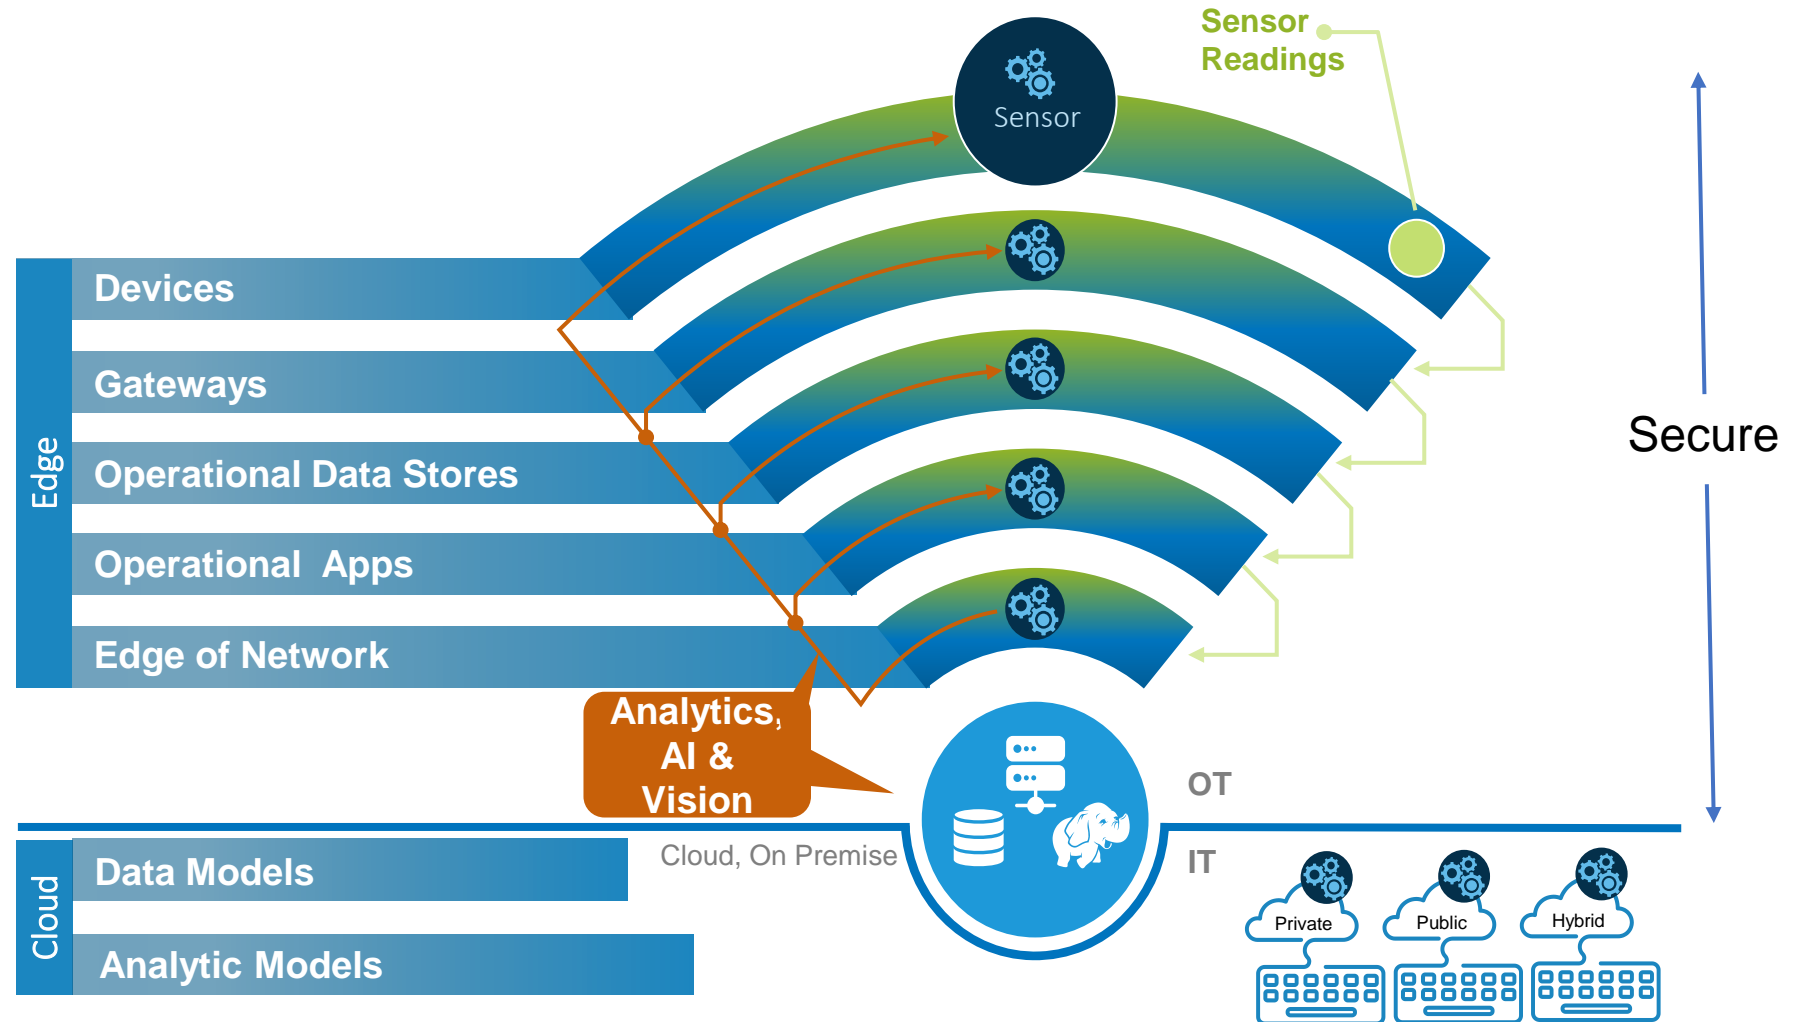 Sensor
Readings
Sensor
Secure
Edge
Devices
Gateways
Operational Data Stores
Operational  Apps
Edge of Network
Analytics,
AI &
Vision
OT
Cloud, On Premise
IT
Cloud
Data Models
Analytic Models
Private
Public
Hybrid